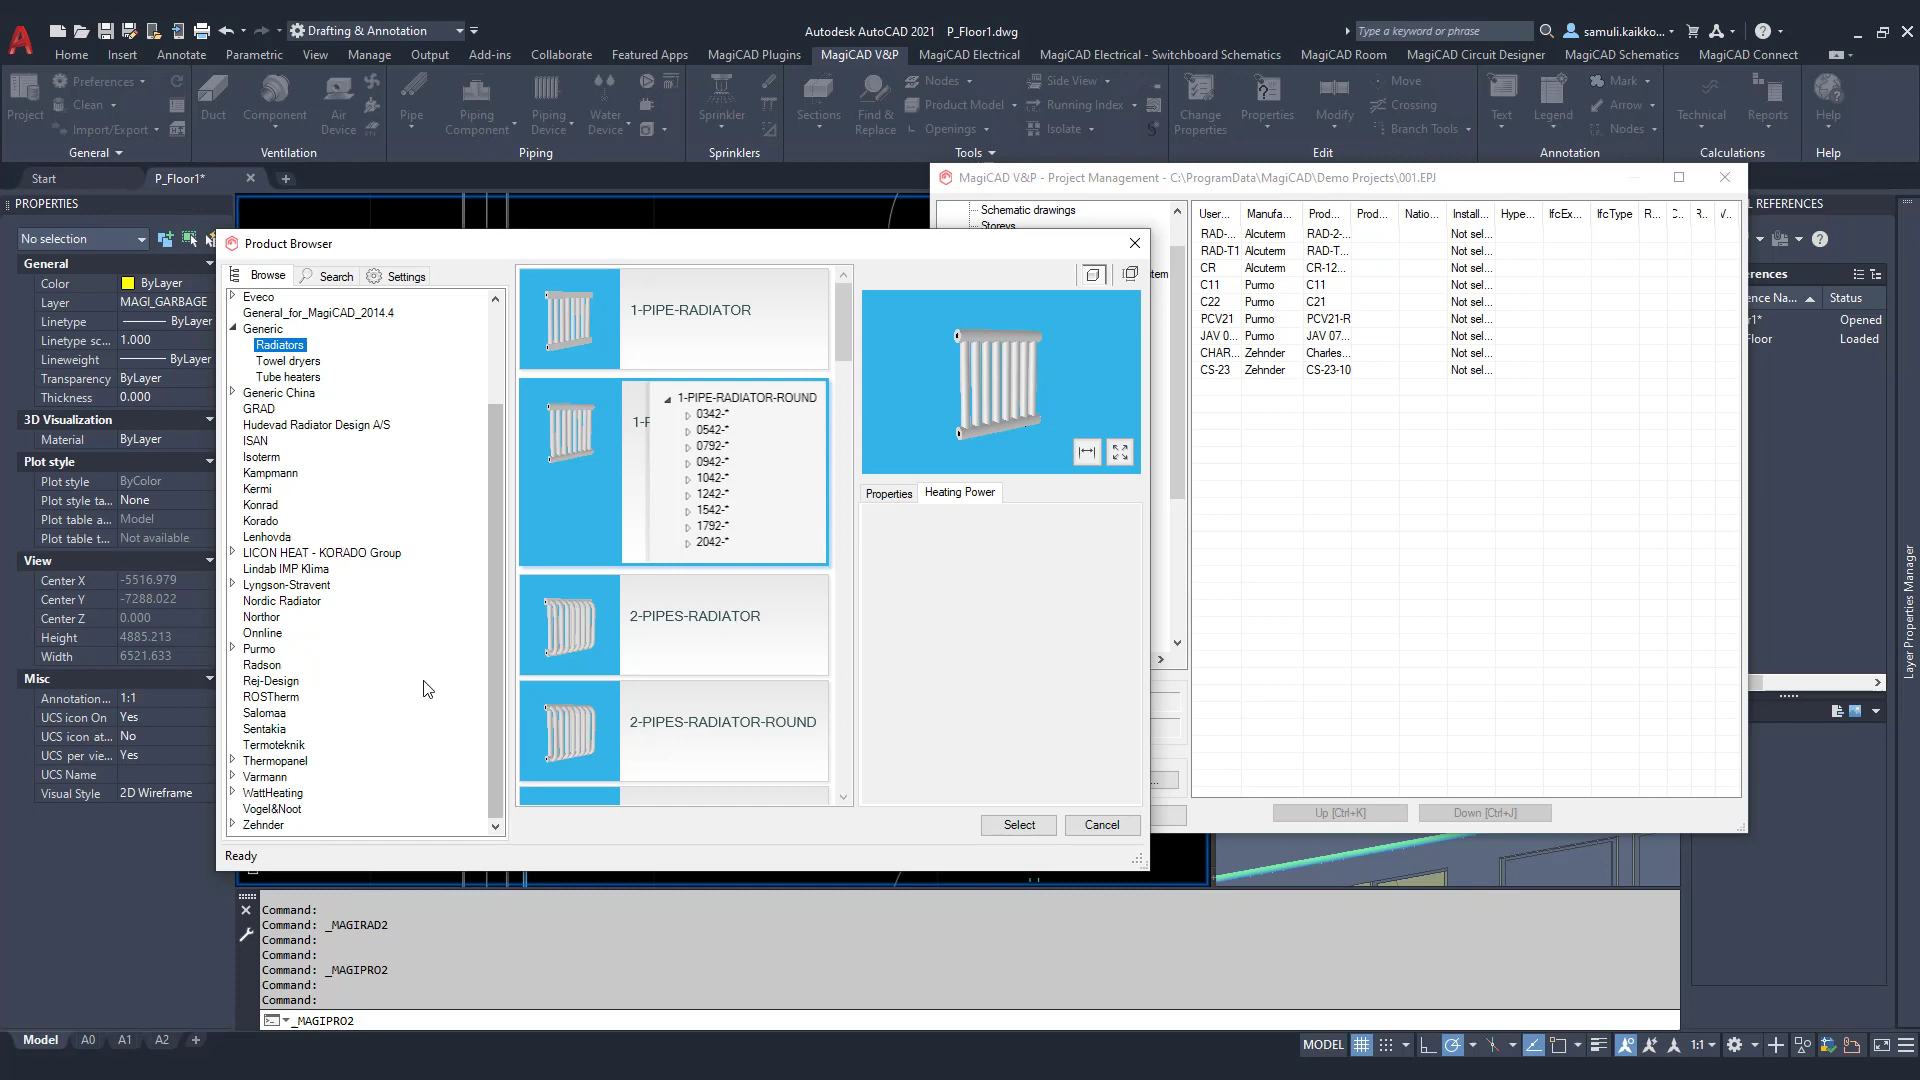 Drafting & Annotation
Autodesk AutoCAD 2021 P_Floor1.dwg
Type a keyword or phrase
samuli.kaikko...
Home Insert Annotate Parametric View Manage Output Add-ins Collaborate Featured Apps MagiCAD Plugins MagiCAD V&P MagiCAD Electrical MagiCAD Electrical - Switchboard Schematics MagiCAD Room MagiCAD Circuit Designer MagiCAD Schematics MagiCAD Connect
Preferences Nodes Side View Move Mark
Clean Product Model Running Index Crossing Arrow
Import/Export Openings Isolate Branch Tools Nodes
Project Duct Component Air Device Pipe Piping Component Piping Device Water Device Sprinkler Sections Find & Replace Change Properties Properties Modify Text Legend Technical Reports Help
General Ventilation Piping Sprinklers Tools Edit Annotation Calculations Help
Start P_Floor1*
MagiCAD V&P - Project Management - C:\ProgramData\MagiCAD\Demo Projects\001.EPJ
PROPERTIES
No selection
General
Color ByLayer
Layer MAGI_GARBAGE
Linetype ByLayer
Linetype sc... 1.000
Lineweight ByLayer
Transparency ByLayer
Thickness 0.000
3D Visualization
Material ByLayer
Plot style
Plot style ByColor
Plot style ta... None
Plot table a... Model
Plot table t... Not available
View
Center X -5516.979
Center Y -7288.022
Center Z 0.000
Height 4885.213
Width 6521.633
Misc
Annotation... 1:1
UCS icon On Yes
UCS icon at... No
UCS per vie... Yes
UCS Name
Visual Style 2D Wireframe
Product Browser
Browse Search Settings
Eveco
General_for_MagiCAD_2014.4
Generic
Radiators
Towel dryers
Tube heaters
Generic China
GRAD
Hudevad Radiator Design A/S
ISAN
Isoterm
Kampmann
Kermi
Konrad
Korado
Lenhovda
LICON HEAT - KORADO Group
Lindab IMP Klima
Lyngson-Stravent
Nordic Radiator
Northor
Onnline
Purmo
Radson
Rej-Design
ROSTherm
Salomaa
Sentakia
Termoteknik
Thermopanel
Varmann
WattHeating
Vogel&Noot
Zehnder
1-PIPE-RADIATOR
1-PIPE-RADIATOR-ROUND
0342-*
0542-*
0792-*
0942-*
1042-*
1242-*
1542-*
1792-*
2042-*
2-PIPES-RADIATOR
2-PIPES-RADIATOR-ROUND
Properties Heating Power
Select Cancel
Ready
Schematic drawings
Storeys
User... Manufa... Prod... Prod... Natio... Install... Hype... IfcEx... IfcType R...
RAD-... Alcuterm RAD-2-... Not sel...
RAD-T1 Alcuterm RAD-T... Not sel...
CR Alcuterm CR-12... Not sel...
C11 Purmo C11 Not sel...
C22 Purmo C21 Not sel...
PCV21 Purmo PCV21-R Not sel...
JAV 0... Purmo JAV 07... Not sel...
CHAR... Zehnder Charles... Not sel...
CS-23 Zehnder CS-23-10 Not sel...
Up [Ctrl+K] Down [Ctrl+J]
L REFERENCES
ences
ence Na... Status
r1* Opened
loor Loaded
Layer Properties Manager
Command:
Command: _MAGIRAD2
Command:
Command:
Command: _MAGIPRO2
Command:
Command:
_MAGIPRO2
Model A0 A1 A2
MODEL 1:1